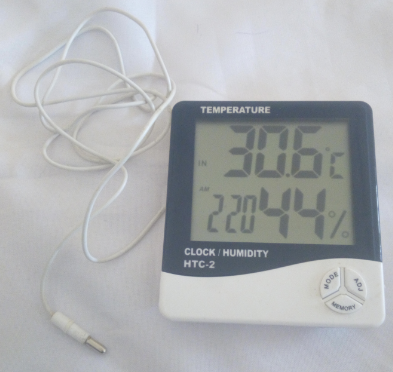 TEMPERATURE
IN 30.6°C
AM 2:20 44%
CLOCK / HUMIDITY
HTC-2
MODE
ADJ
MEMORY